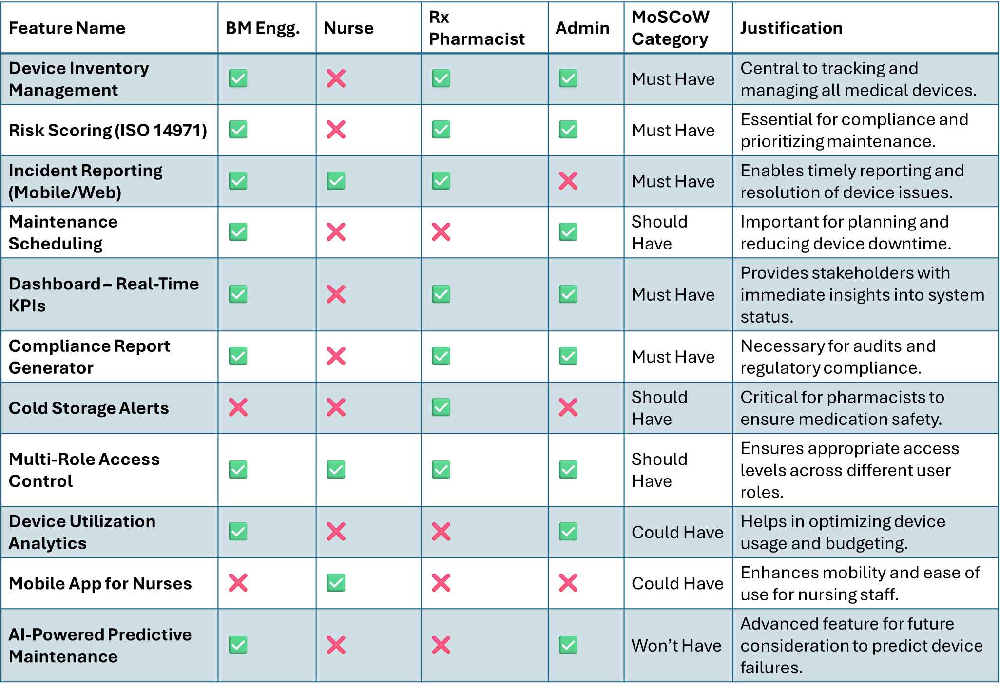 Feature Name
BM Engg.
Nurse
Rx
Pharmacist
Admin
MoSCoW
Category
Justification
Device Inventory
Management
Must Have
Central to tracking and
managing all medical devices.
Risk Scoring (ISO 14971)
Must Have
Essential for compliance and
prioritizing maintenance.
Incident Reporting
(Mobile/Web)
Must Have
Enables timely reporting and
resolution of device issues.
Maintenance
Scheduling
Should
Have
Important for planning and
reducing device downtime.
Dashboard – Real-Time
KPIs
Must Have
Provides stakeholders with
immediate insights into system
status.
Compliance Report
Generator
Must Have
Necessary for audits and
regulatory compliance.
Cold Storage Alerts
Should
Have
Critical for pharmacists to
ensure medication safety.
Multi-Role Access
Control
Should
Have
Ensures appropriate access
levels across different user
roles.
Device Utilization
Analytics
Could Have
Helps in optimizing device
usage and budgeting.
Mobile App for Nurses
Could Have
Enhances mobility and ease of
use for nursing staff.
AI-Powered Predictive
Maintenance
Won’t Have
Advanced feature for future
consideration to predict device
failures.